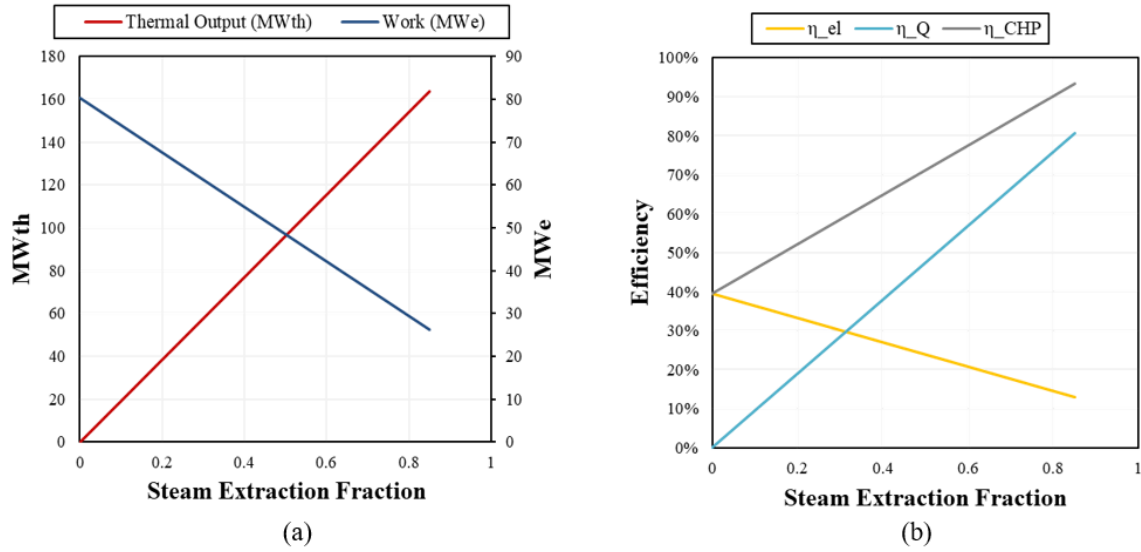 Thermal Output (MWth) Work (MWe)
180 90
160 80
140 70
120 60
100 50
80 40
60 30
40 20
20 10
0 0
MWth
MWe
0 0.2 0.4 0.6 0.8 1
Steam Extraction Fraction
(a)
η_el η_Q η_CHP
100%
90%
80%
70%
60%
50%
40%
30%
20%
10%
0%
Efficiency
0 0.2 0.4 0.6 0.8 1
Steam Extraction Fraction
(b)